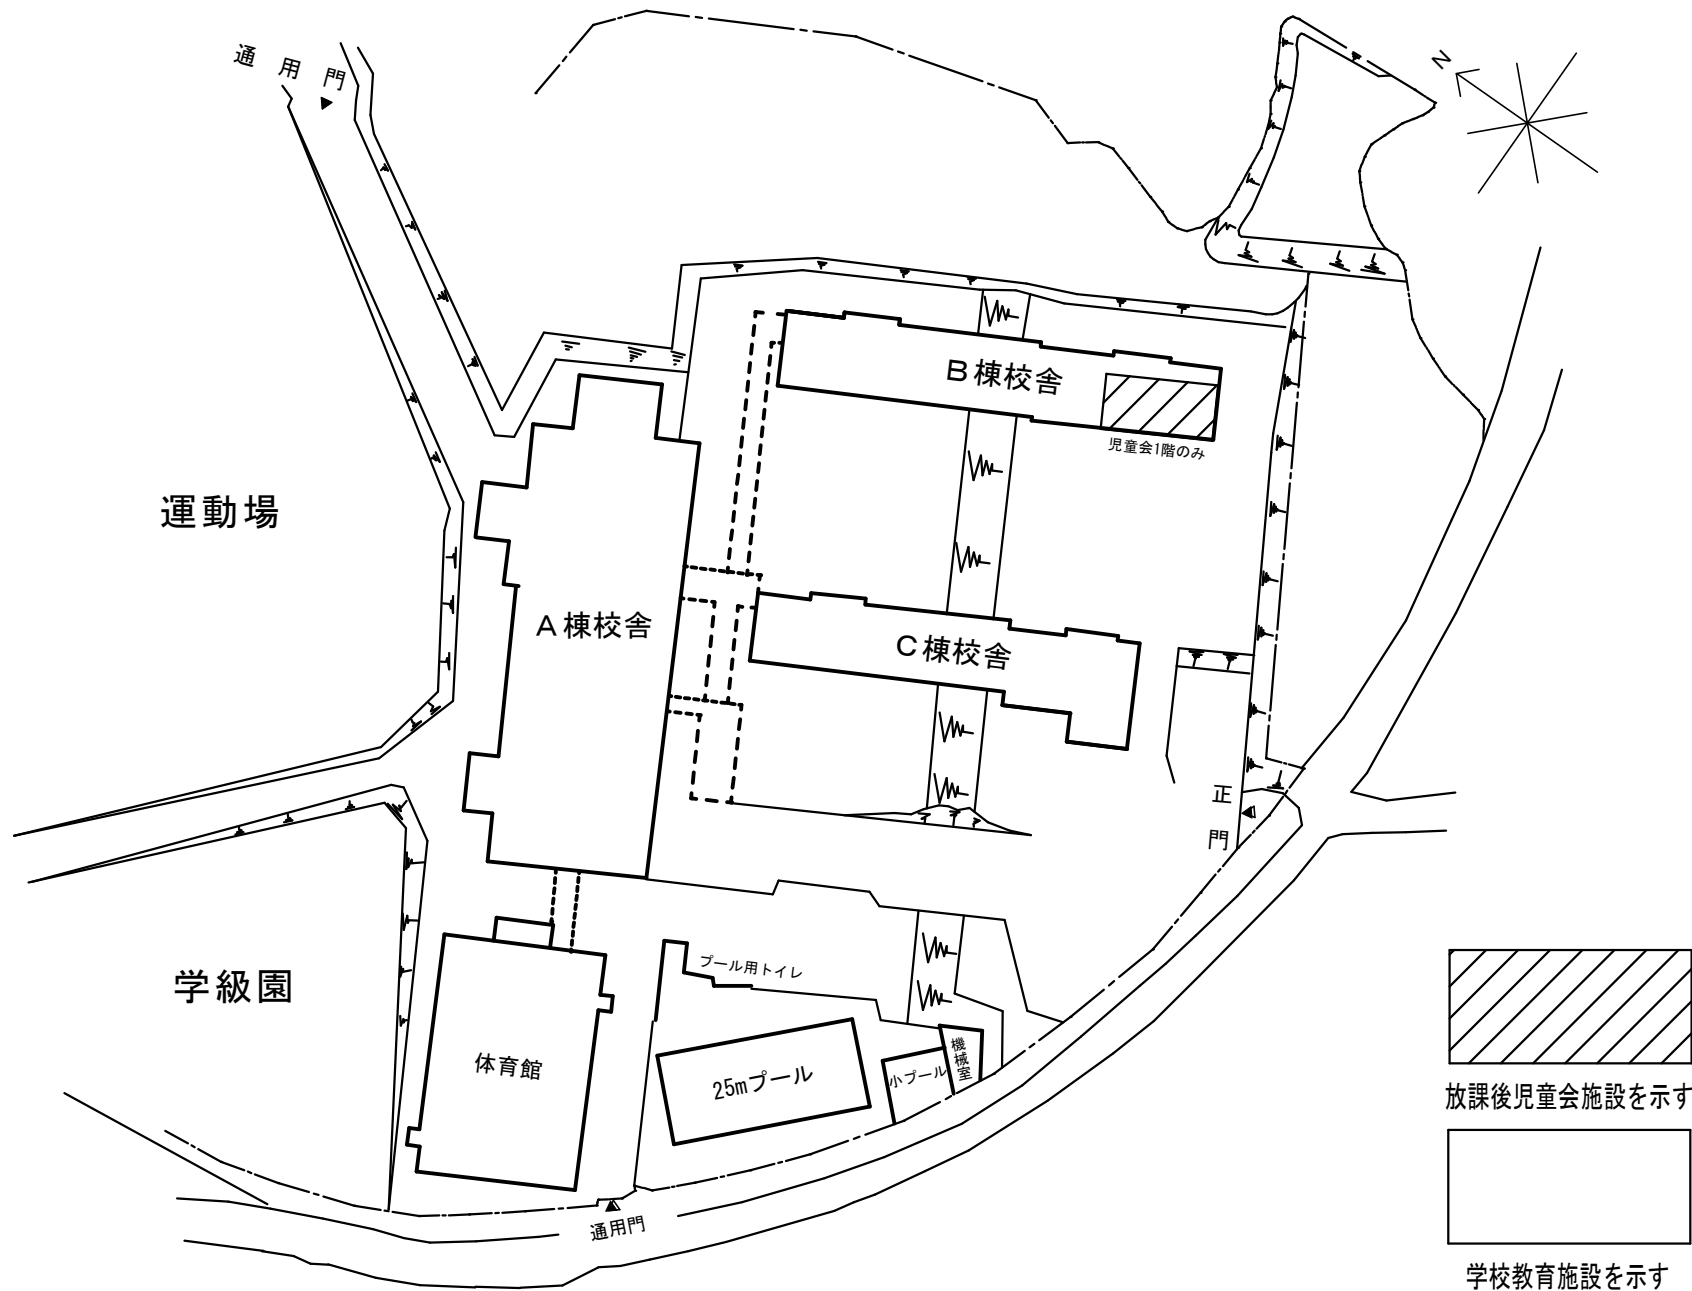 通用門
N
B棟校舎
児童会1階のみ
運動場
A棟校舎
C棟校舎
正門
学級園
プール用トイレ
体育館
25mプール
小プール
機械室
通用門
放課後児童会施設を示す
学校教育施設を示す